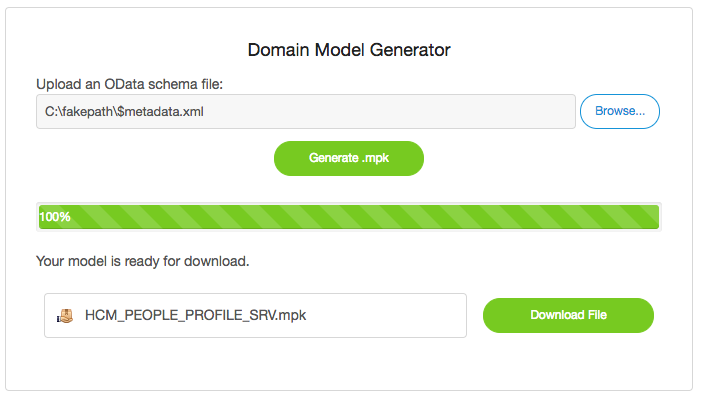 Domain Model Generator
Upload an OData schema file:
C:\fakepath\$metadata.xml
Browse...
Generate .mpk
100%
Your model is ready for download.
HCM_PEOPLE_PROFILE_SRV.mpk
Download File